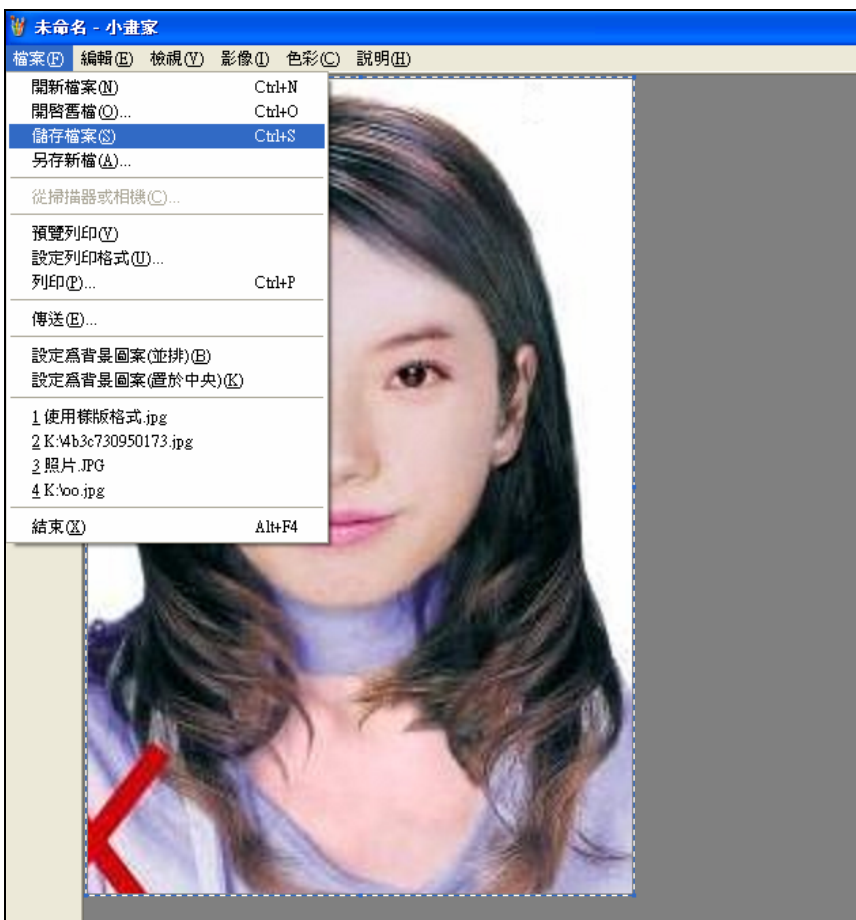 未命名 - 小畫家
檔案(F) 編輯(E) 檢視(V) 影像(I) 色彩(C) 說明(H)
開新檔案(N) Ctrl+N
開啓舊檔(O)... Ctrl+O
儲存檔案(S) Ctrl+S
另存新檔(A)...
從掃描器或相機(C)...
預覽列印(V)
設定列印格式(U)...
列印(P)... Ctrl+P
傳送(E)...
設定爲背景圖案(並排)(B)
設定爲背景圖案(置於中央)(K)
1 使用樣版格式.jpg
2 K:\4b3c730950173.jpg
3 照片.JPG
4 K:\oo.jpg
結束(X) Alt+F4